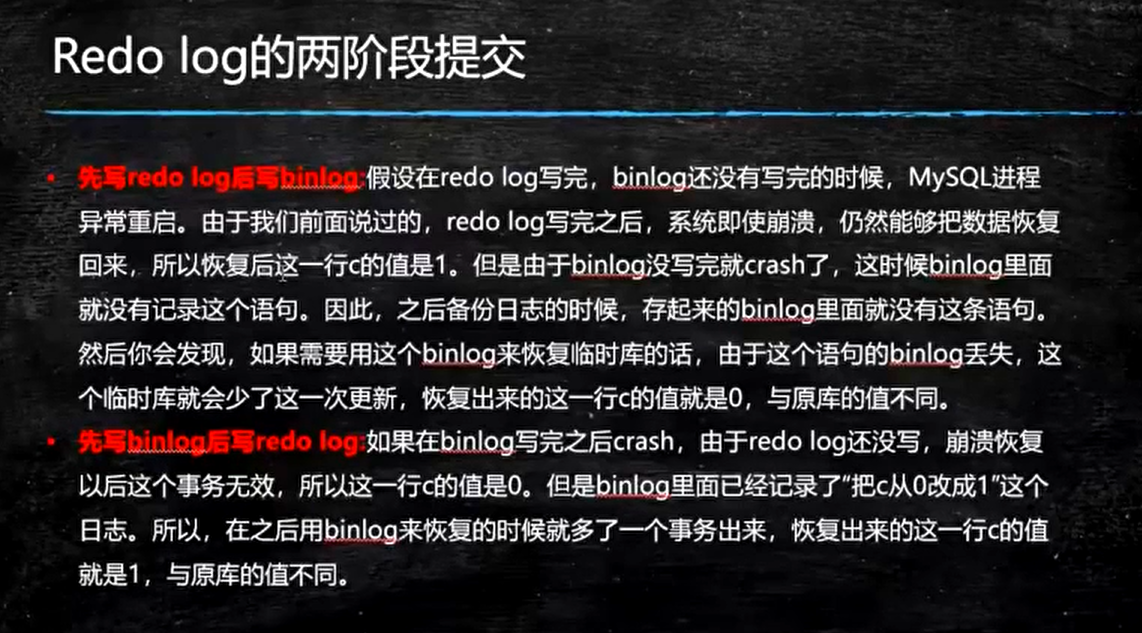 Redo log的两阶段提交
• 先写redo log后写binlog:假设在redo log写完，binlog还没有写完的时候，MySQL进程
异常重启。由于我们前面说过的，redo log写完之后，系统即使崩溃，仍然能够把数据恢复
回来，所以恢复后这一行c的值是1。但是由于binlog没写完就crash了，这时候binlog里面
就没有记录这个语句。因此，之后备份日志的时候，存起来的binlog里面就没有这条语句。
然后你会发现，如果需要用这个binlog来恢复临时库的话，由于这个语句的binlog丢失，这
个临时库就会少了这一次更新，恢复出来的这一行c的值就是0，与原库的值不同。
• 先写binlog后写redo log:如果在binlog写完之后crash，由于redo log还没写，崩溃恢复
以后这个事务无效，所以这一行c的值是0。但是binlog里面已经记录了“把c从0改成1”这个
日志。所以，在之后用binlog来恢复的时候就多了一个事务出来，恢复出来的这一行c的值
就是1，与原库的值不同。